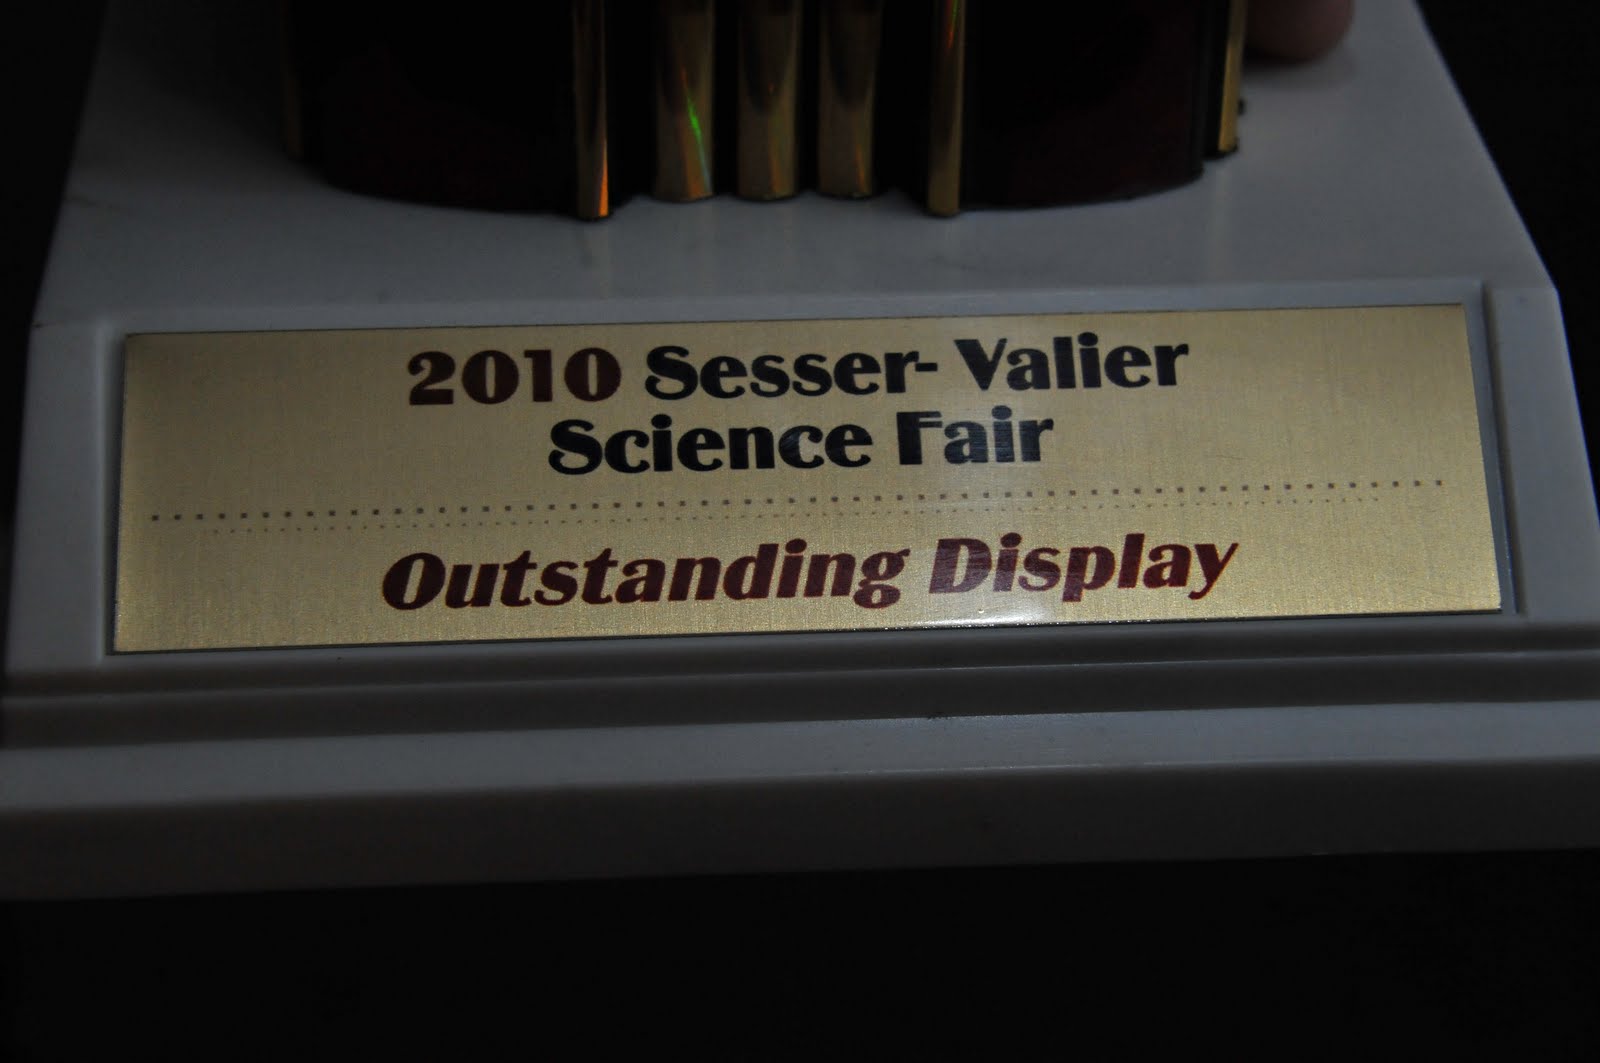 2010 Sesser- Valier
Science Fair
Outstanding Display